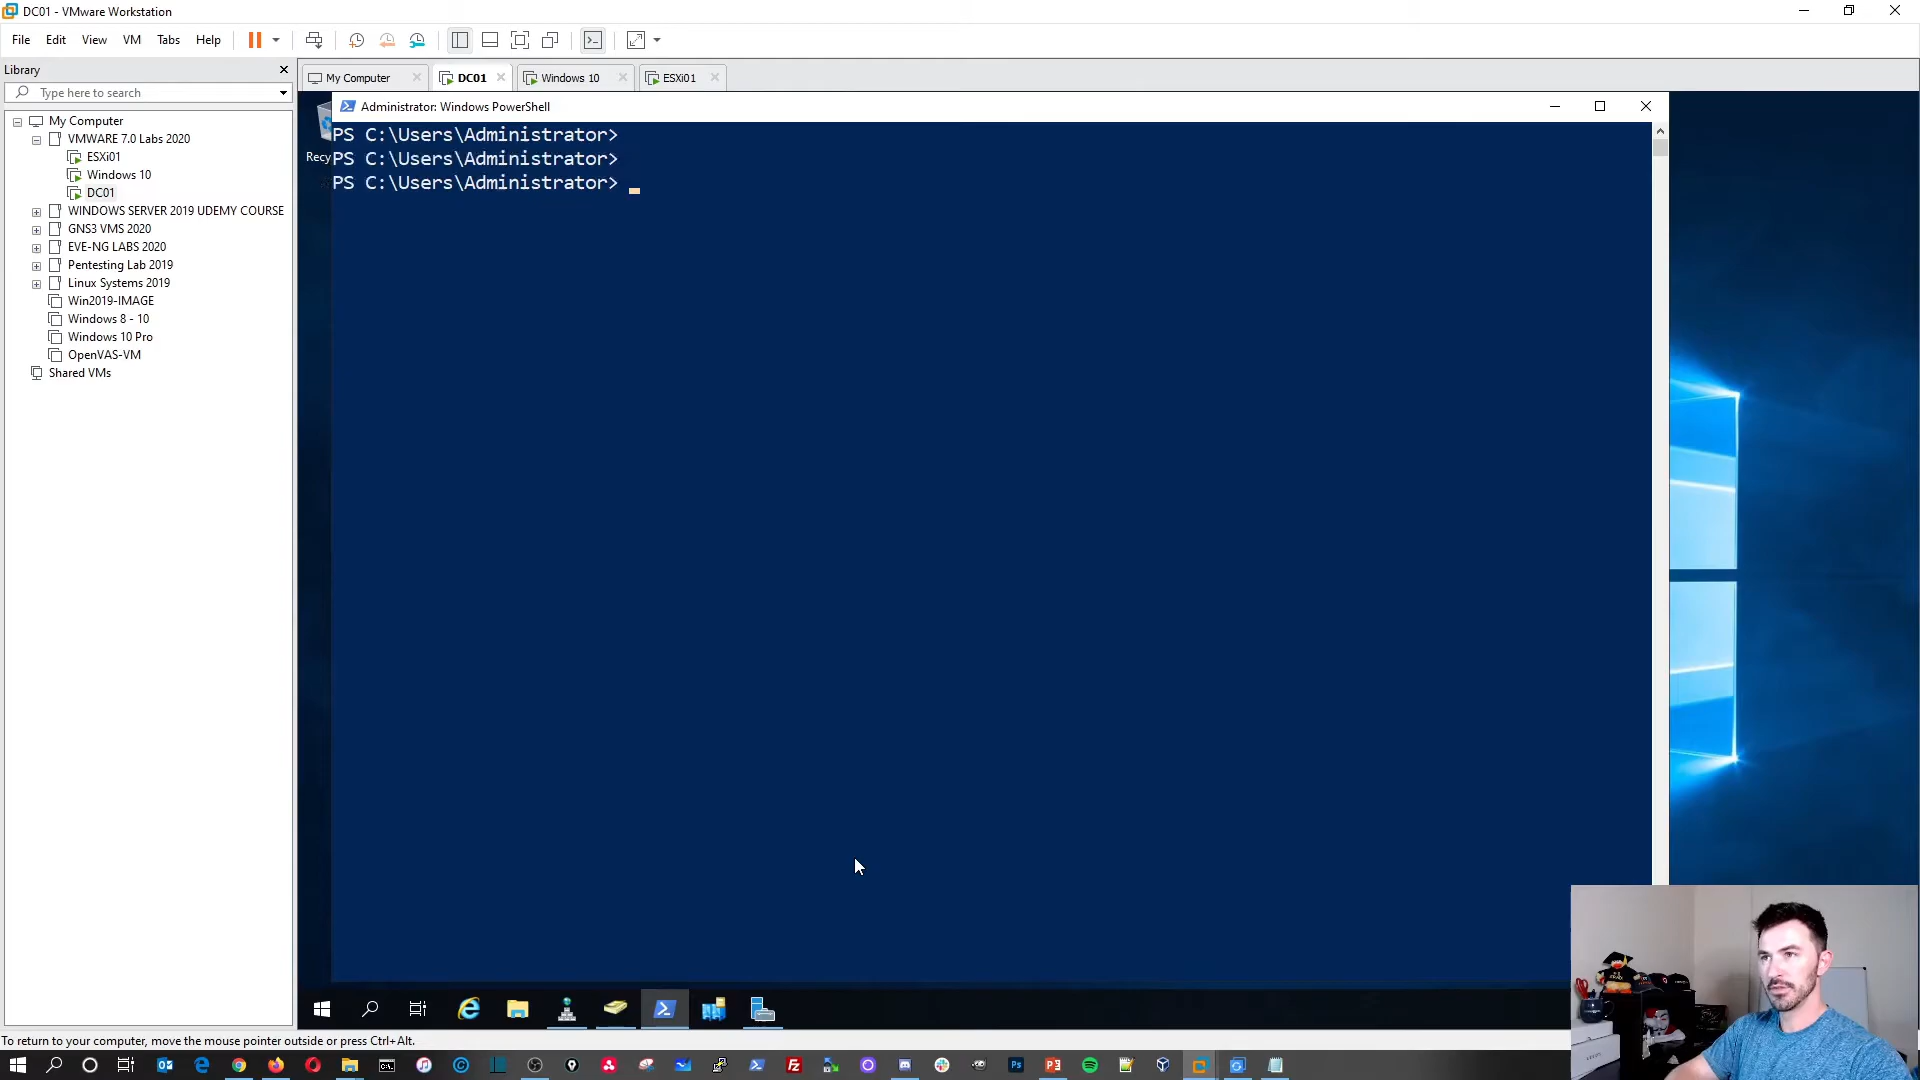 DC01 - VMware Workstation
File Edit View VM Tabs Help
Library
Type here to search
My Computer
VMWARE 7.0 Labs 2020
ESXi01
Windows 10
DC01
WINDOWS SERVER 2019 UDEMY COURSE
GNS3 VMS 2020
EVE-NG LABS 2020
Pentesting Lab 2019
Linux Systems 2019
Win2019-IMAGE
Windows 8 - 10
Windows 10 Pro
OpenVAS-VM
Shared VMs
My Computer DC01 Windows 10 ESXi01
Administrator: Windows PowerShell
Recy
PS C:\Users\Administrator>
PS C:\Users\Administrator>
PS C:\Users\Administrator>
To return to your computer, move the mouse pointer outside or press Ctrl+Alt.